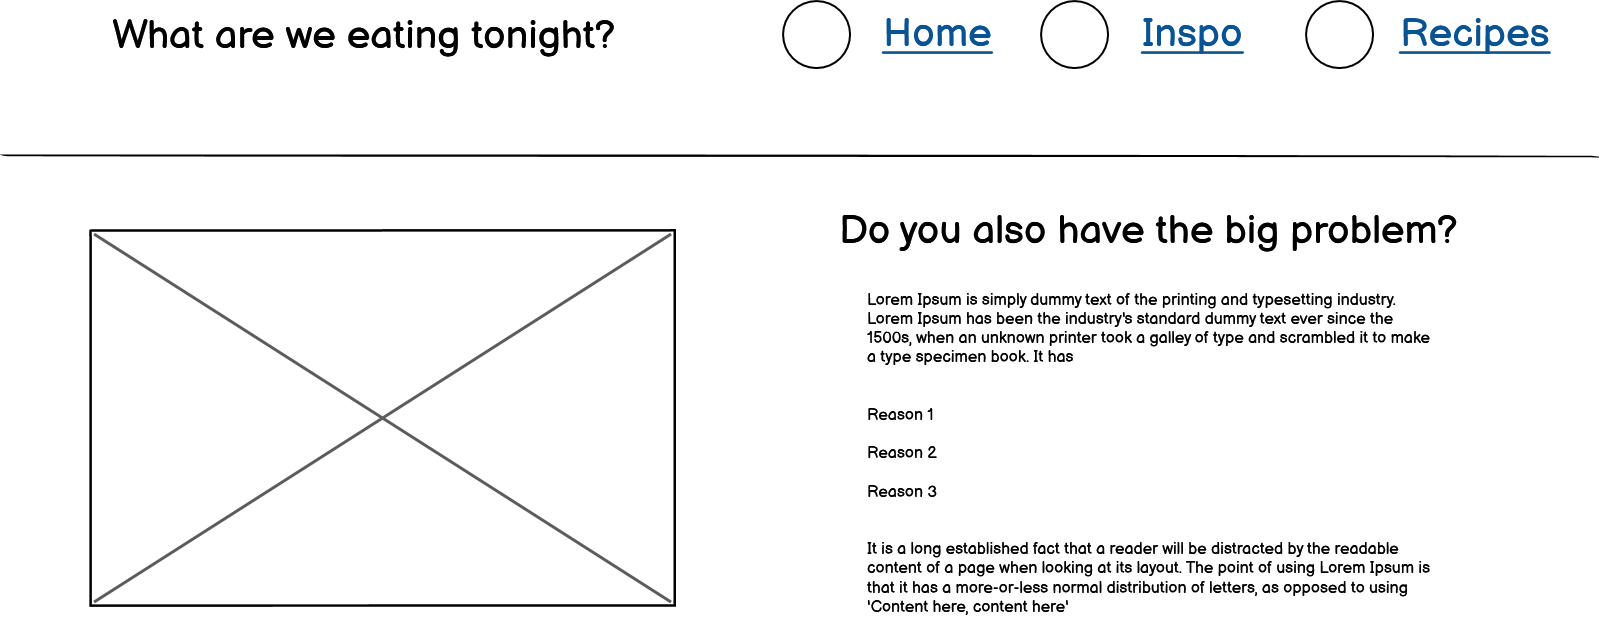 What are we eating tonight?
Home
Inspo
Recipes
Do you also have the big problem?
Lorem Ipsum is simply dummy text of the printing and typesetting industry.
Lorem Ipsum has been the industry's standard dummy text ever since the
1500s, when an unknown printer took a galley of type and scrambled it to make
a type specimen book. It has
Reason 1
Reason 2
Reason 3
It is a long established fact that a reader will be distracted by the readable
content of a page when looking at its layout. The point of using Lorem Ipsum is
that it has a more-or-less normal distribution of letters, as opposed to using
'Content here, content here'